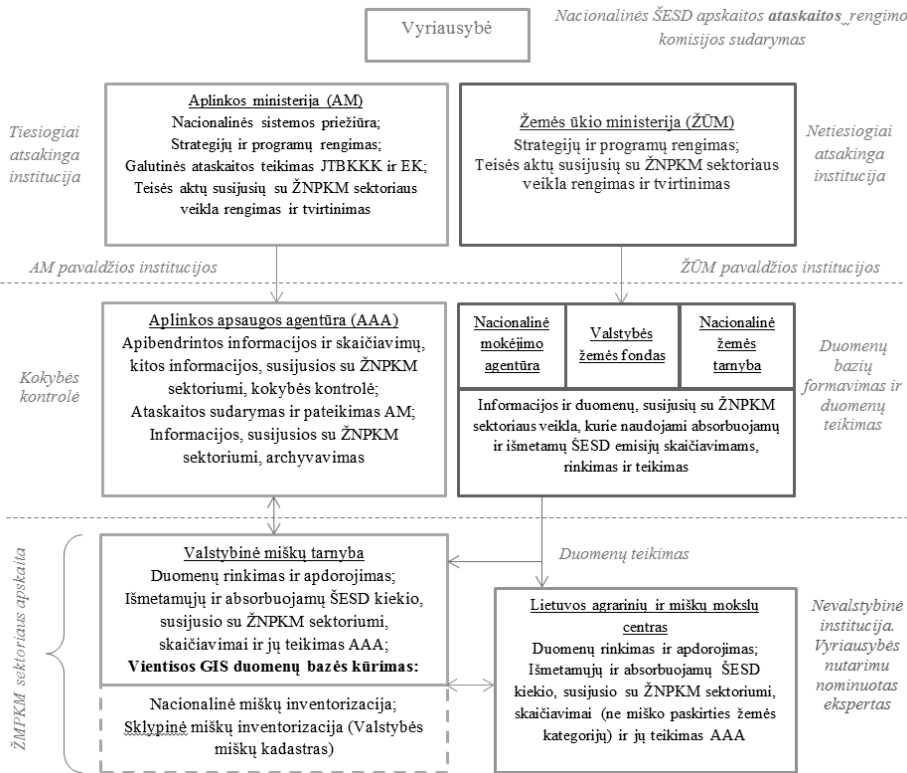 Vyriausybė
Nacionalinės ŠESD apskaitos ataskaitos rengimo
komisijos sudarymas
Tiesiogiai
atsakinga
institucija
Aplinkos ministerija (AM)
Nacionalinės sistemos priežiūra;
Strategijų ir programų rengimas;
Galutinės ataskaitos teikimas JTBKKK ir EK;
Teisės aktų susijusių su ŽNPKM sektoriaus
veikla rengimas ir tvirtinimas
Žemės ūkio ministerija (ŽŪM)
Strategijų ir programų rengimas;
Teisės aktų susijusių su ŽNPKM sektoriaus
veikla rengimas ir tvirtinimas
Netiesiogiai
atsakinga
institucija
AM pavaldžios institucijos
ŽŪM pavaldžios institucijos
Kokybės
kontrolė
Aplinkos apsaugos agentūra (AAA)
Apibendrintos informacijos ir skaičiavimų,
kitos informacijos, susijusios su ŽNPKM
sektoriumi, kokybės kontrolė;
Ataskaitos sudarymas ir pateikimas AM;
Informacijos, susijusios su ŽNPKM
sektoriumi, archyvavimas
Nacionalinė
mokėjimo
agentūra
Valstybės
žemės fondas
Nacionalinė
žemės
tarnyba
Informacijos ir duomenų, susijusių su ŽNPKM
sektoriaus veikla, kurie naudojami absorbuojamų
ir išmetamų ŠESD emisijų skaičiavimams,
rinkimas ir teikimas
Duomenų
bazių
formavimas ir
duomenų
teikimas
ŽMPKM sektoriaus apskaita
Valstybinė miškų tarnyba
Duomenų rinkimas ir apdorojimas;
Išmetamųjų ir absorbuojamų ŠESD kiekio,
susijusio su ŽNPKM sektoriumi,
skaičiavimai ir jų teikimas AAA;
Vientisos GIS duomenų bazės kūrimas:
Nacionalinė miškų inventorizacija;
Sklypinė miškų inventorizacija (Valstybės
miškų kadastras)
Duomenų teikimas
Lietuvos agrarinių ir miškų mokslų
centras
Duomenų rinkimas ir apdorojimas;
Išmetamųjų ir absorbuojamų ŠESD
kiekio, susijusio su ŽNPKM sektoriumi,
skaičiavimai (ne miško paskirties žemės
kategorijų) ir jų teikimas AAA
Nevalstybinė
institucija.
Vyriausybės
nutarimu
nominuotas
ekspertas